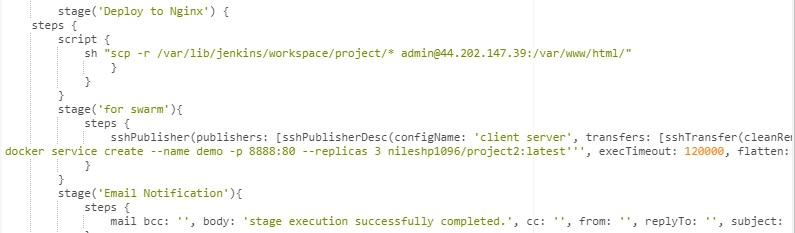 stage('Deploy to Nginx') {
steps {
script {
sh "scp -r /var/lib/jenkins/workspace/project/* admin@44.202.147.39:/var/www/html/"
}
}
}
stage('for swarm'){
steps {
sshPublisher(publishers: [sshPublisherDesc(configName: 'client server', transfers: [sshTransfer(cleanRe
docker service create --name demo -p 8888:80 --replicas 3 nileshp1096/project2:latest''', execTimeout: 120000, flatten:
}
}
stage('Email Notification'){
steps {
mail bcc: '', body: 'stage execution successfully completed.', cc: '', from: '', replyTo: '', subject: